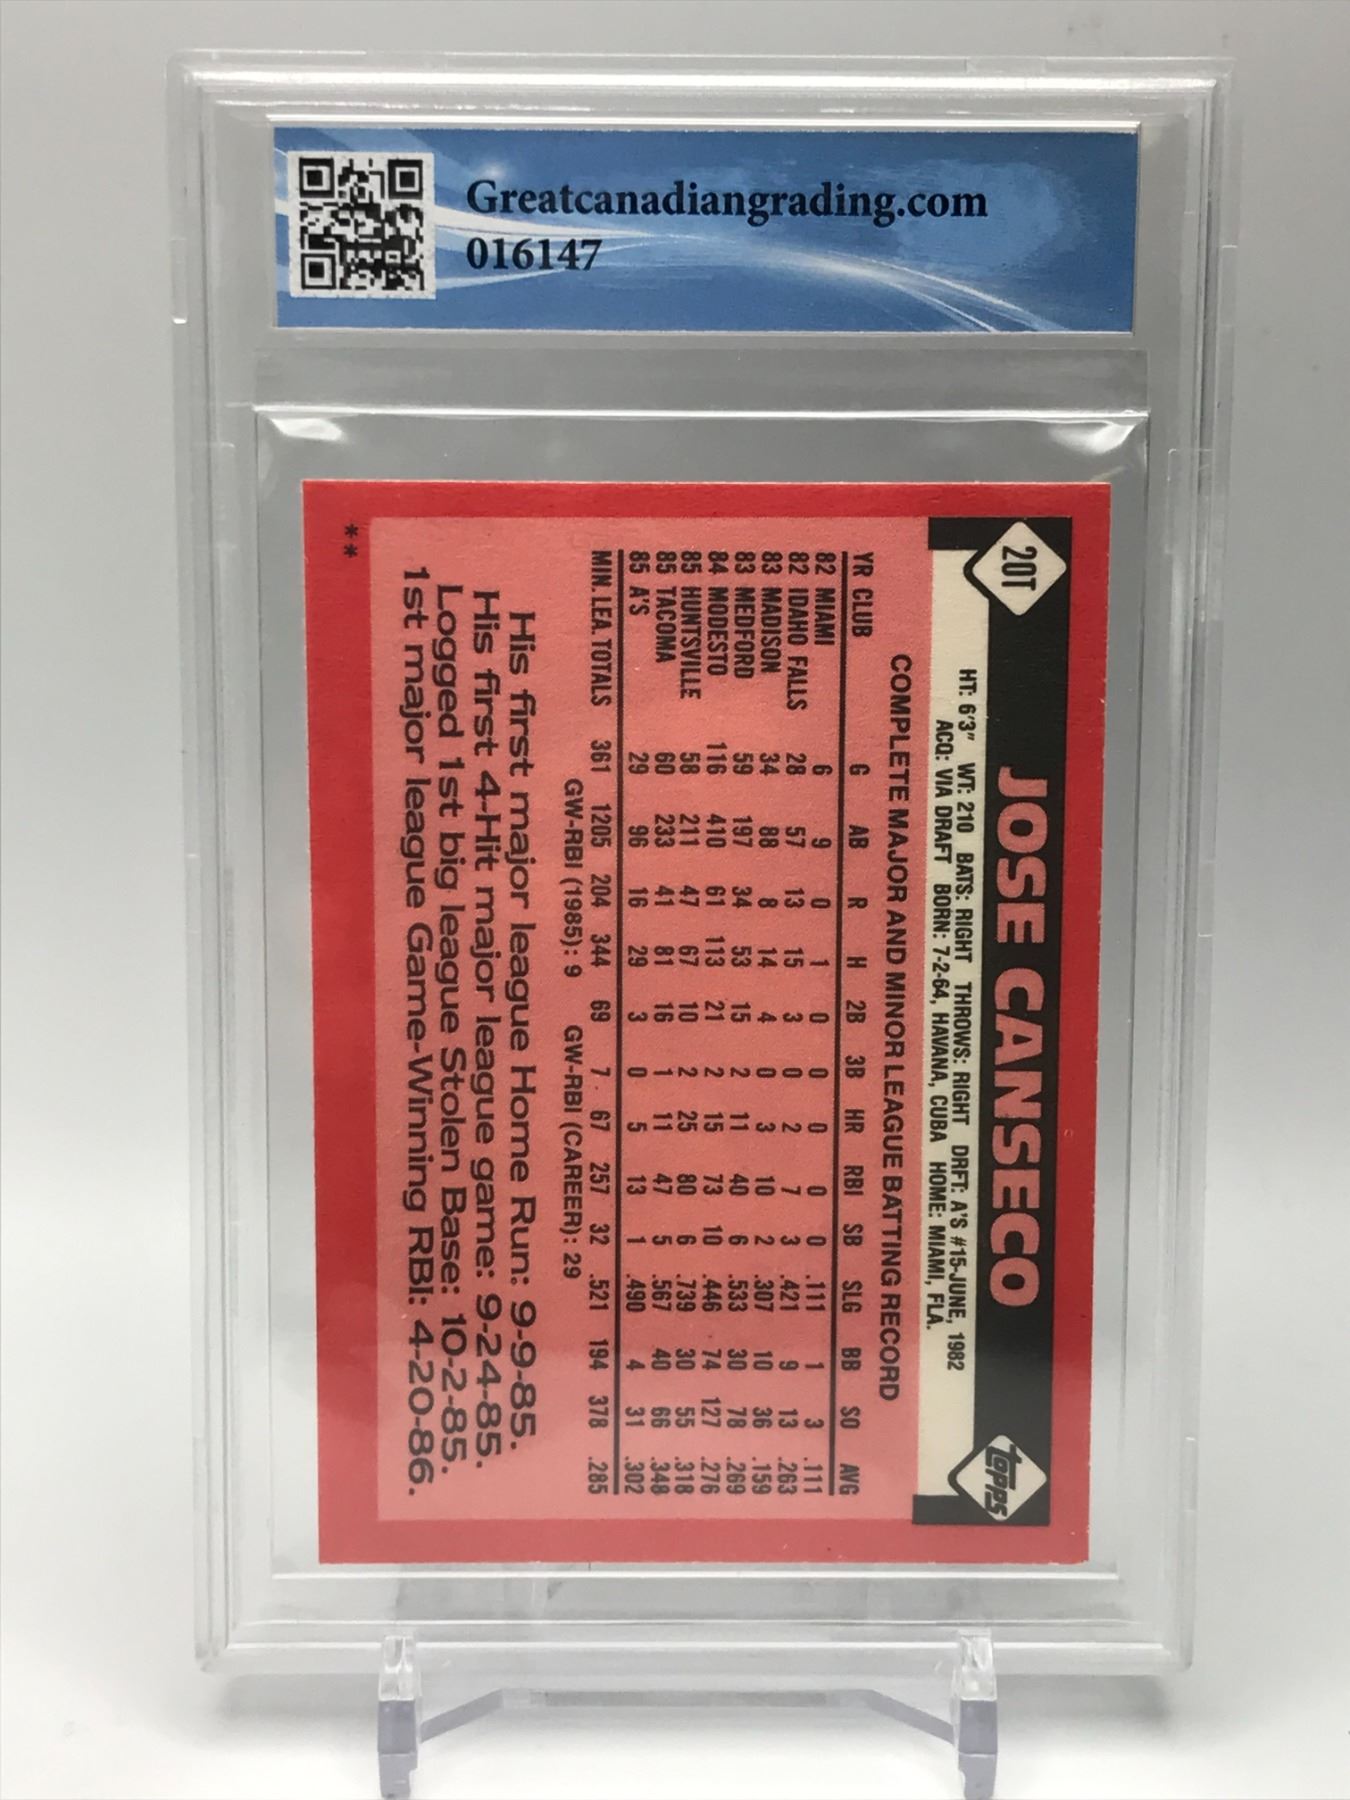 Greatcanadiangrading.com
016147
20T
JOSE CANSECO
topps
HT: 6'3" WT: 210 BATS: RIGHT THROWS: RIGHT DRFT: A'S #15-JUNE, 1982
ACQ: VIA DRAFT BORN: 7-2-64, HAVANA, CUBA HOME: MIAMI, FLA.
COMPLETE MAJOR AND MINOR LEAGUE BATTING RECORD
YR CLUB G AB R H 2B 3B HR RBI SB SLG BB SO AVG
82 MIAMI 6 9 0 1 0 0 0 0 0 .111 1 3 .111
82 IDAHO FALLS 28 57 13 15 3 0 2 7 3 .421 9 13 .263
83 MADISON 34 88 8 14 4 0 3 10 2 .307 10 36 .159
83 MEDFORD 59 197 34 53 15 2 11 40 6 .533 30 78 .269
84 MODESTO 116 410 61 113 21 2 15 73 10 .446 74 127 .276
85 HUNTSVILLE 58 211 47 67 10 2 25 80 6 .739 30 55 .318
85 TACOMA 60 233 41 81 16 1 11 47 5 .567 40 66 .348
85 A'S 29 96 16 29 3 0 5 13 1 .490 4 31 .302
MIN. LEA. TOTALS 361 1205 204 344 69 7 67 257 32 .521 194 378 .285
GW-RBI (1985): 9 GW-RBI (CAREER): 29
His first major league Home Run: 9-9-85.
His first 4-Hit major league game: 9-24-85.
Logged 1st big league Stolen Base: 10-2-85.
1st major league Game-Winning RBI: 4-20-86.
**